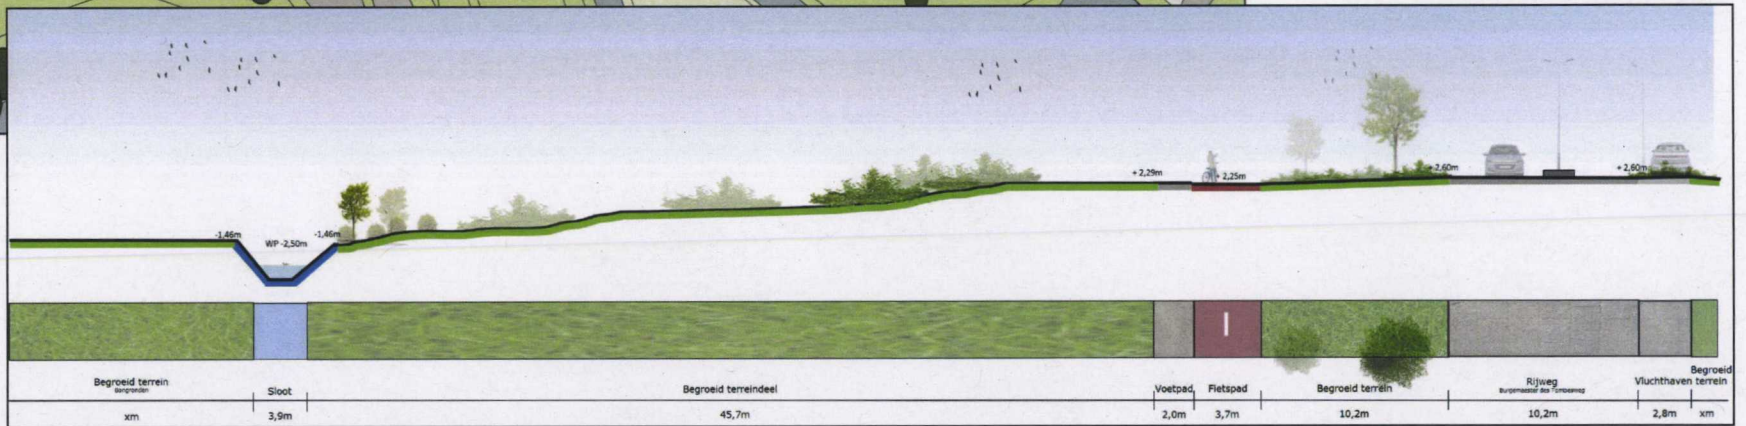 + 2,29m
+ 2,25m
+ 2,60m
+ 2,60m
-1,46m
WP -2,50m
-1,46m
Begroeid terrein
Sloot
Begroeid terreindeel
Voetpad
Fietspad
Begroeid terrein
Rijweg
Vluchthaven
Begroeid terrein
xm
3,9m
45,7m
2,0m
3,7m
10,2m
10,2m
2,8m
xm